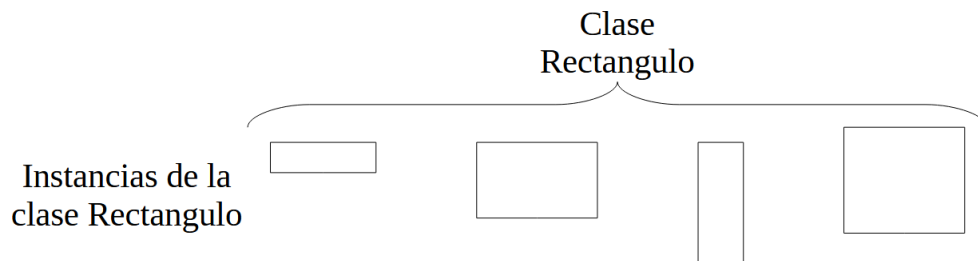 Clase
Rectangulo
Instancias de la
clase Rectangulo